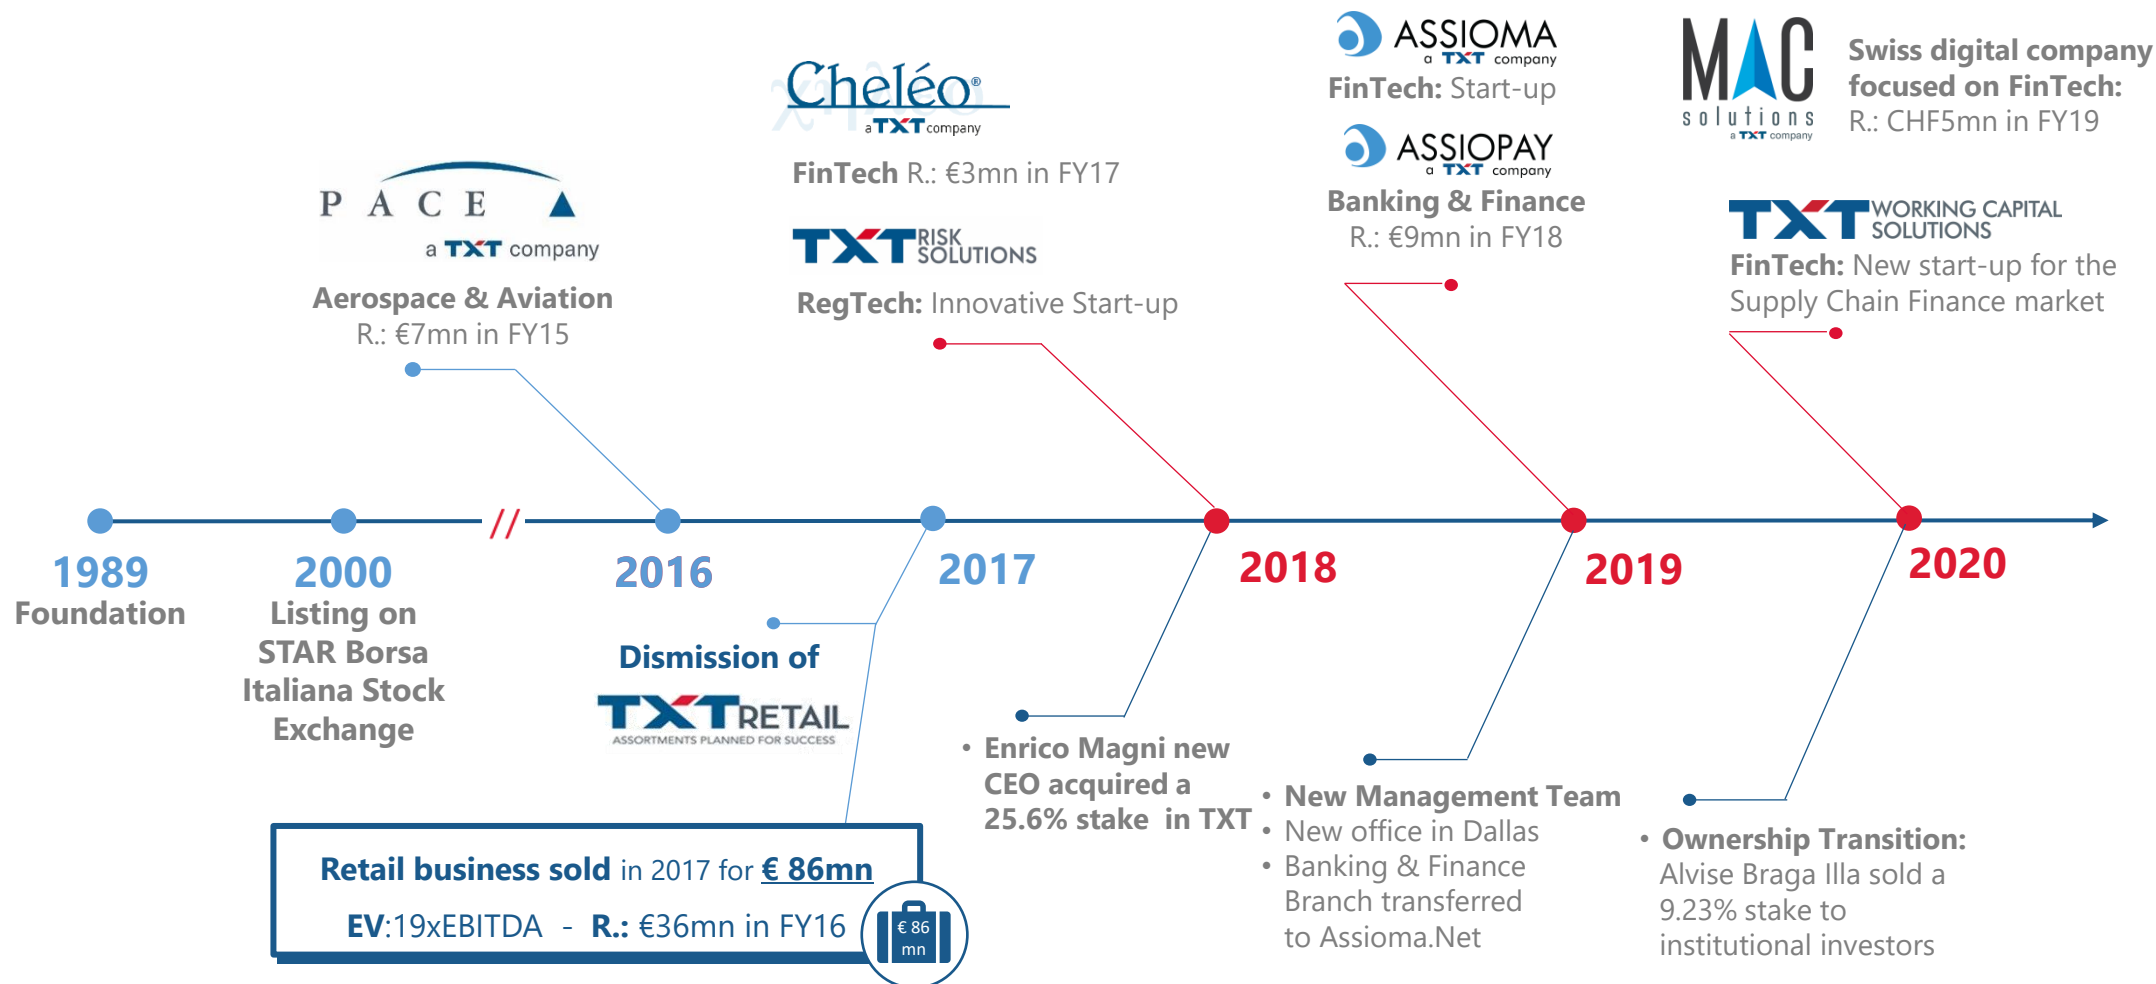 PACE
a TXT company
Aerospace & Aviation
R.: €7mn in FY15
Cheléo®
a TXT company
FinTech R.: €3mn in FY17
TXT RISK SOLUTIONS
RegTech: Innovative Start-up
ASSIOMA
a TXT company
FinTech: Start-up
ASSIOPAY
a TXT company
Banking & Finance
R.: €9mn in FY18
MAC
solutions
a TXT company
Swiss digital company
focused on FinTech:
R.: CHF5mn in FY19
TXT WORKING CAPITAL SOLUTIONS
FinTech: New start-up for the
Supply Chain Finance market
//
1989
Foundation
2000
Listing on
STAR Borsa
Italiana Stock
Exchange
2016
2017
2018
2019
2020
Dismission of
TXT RETAIL
ASSORTMENTS PLANNED FOR SUCCESS
Retail business sold in 2017 for € 86mn
EV:19xEBITDA - R.: €36mn in FY16
€ 86
mn
• Enrico Magni new
CEO acquired a
25.6% stake in TXT
• New Management Team
• New office in Dallas
• Banking & Finance
Branch transferred
to Assioma.Net
• Ownership Transition:
Alvise Braga Illa sold a
9.23% stake to
institutional investors